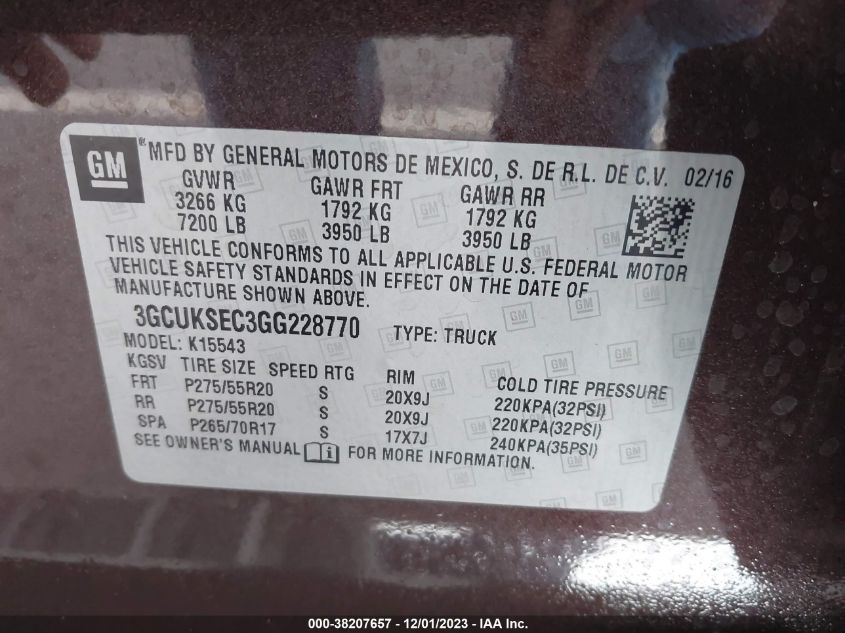 GM ® MFD BY GENERAL MOTORS DE MEXICO, S. DE R.L. DE C.V. 02/16
GVWR GAWR FRT GAWR RR
3266 KG 1792 KG 1792 KG
7200 LB 3950 LB 3950 LB
THIS VEHICLE CONFORMS TO ALL APPLICABLE U.S. FEDERAL MOTOR
VEHICLE SAFETY STANDARDS IN EFFECT ON THE DATE OF
MANUFACTURE SHOWN ABOVE.
3GCUKSEC3GG228770 TYPE: TRUCK
MODEL: K15543
KGSV TIRE SIZE SPEED RTG RIM COLD TIRE PRESSURE
FRT P275/55R20 S 20X9J 220KPA(32PSI)
RR P275/55R20 S 20X9J 220KPA(32PSI)
SPA P265/70R17 S 17X7J 240KPA(35PSI)
SEE OWNER'S MANUAL i FOR MORE INFORMATION.
000-38207657 - 12/01/2023 - IAA Inc.